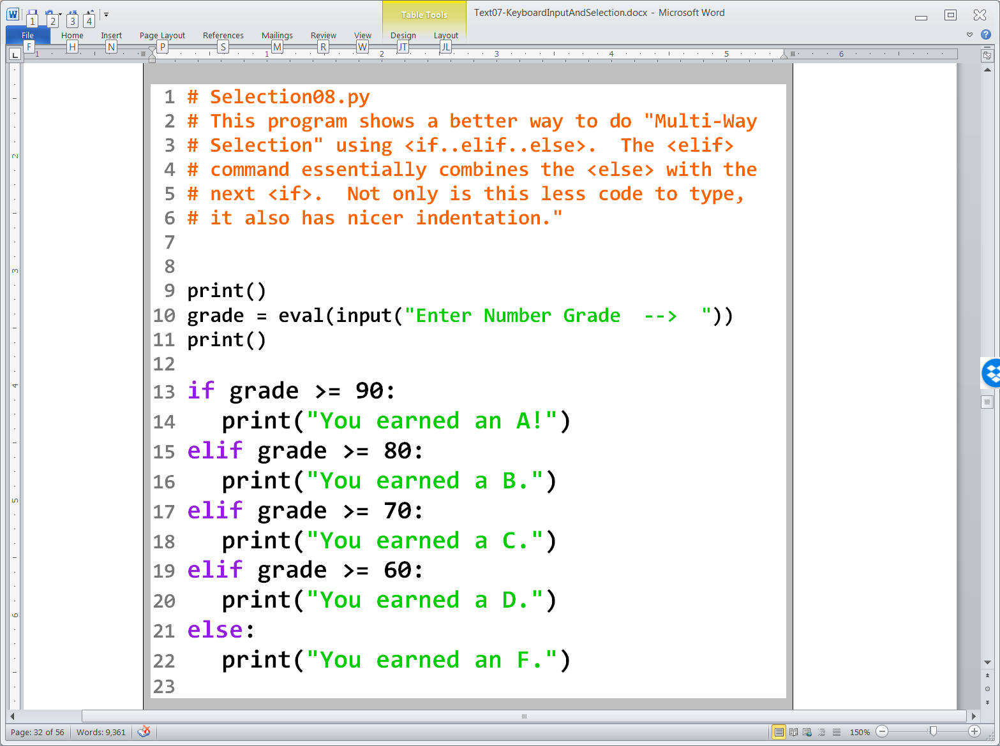 Table Tools
Text07-KeyboardInputAndSelection.docx - Microsoft Word
1 2 3 4
File Home Insert Page Layout References Mailings Review View Design Layout
F H N P S M R W JT JL
L 1 1 2 3 4 5 6
2
3
4
5
6
1 # Selection08.py
2 # This program shows a better way to do "Multi-Way
3 # Selection" using <if..elif..else>.  The <elif>
4 # command essentially combines the <else> with the
5 # next <if>.  Not only is this less code to type,
6 # it also has nicer indentation."
7
8
9 print()
10 grade = eval(input("Enter Number Grade  -->  "))
11 print()
12
13 if grade >= 90:
14    print("You earned an A!")
15 elif grade >= 80:
16    print("You earned a B.")
17 elif grade >= 70:
18    print("You earned a C.")
19 elif grade >= 60:
20    print("You earned a D.")
21 else:
22    print("You earned an F.")
23
Page: 32 of 56 Words: 9,361 150%